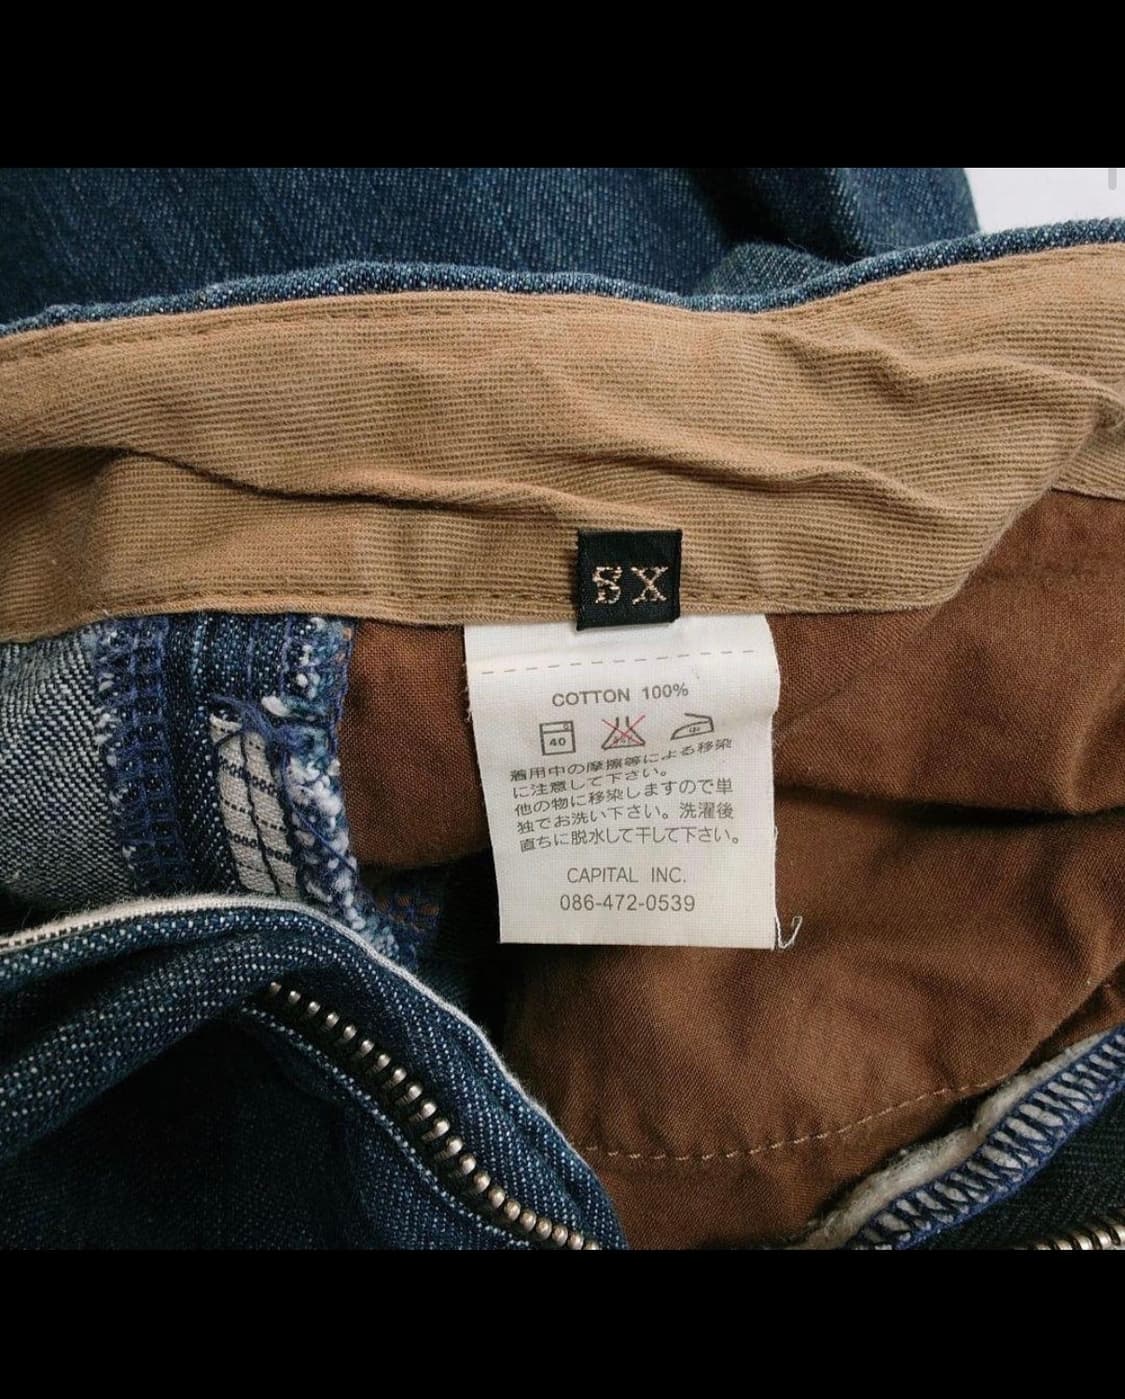 SX
COTTON 100%
40
着用中の摩擦等による移染
に注意して下さい。
他の物に移染しますので単
独でお洗い下さい。洗濯後
直ちに脱水して干して下さい。
CAPITAL INC.
086-472-0539